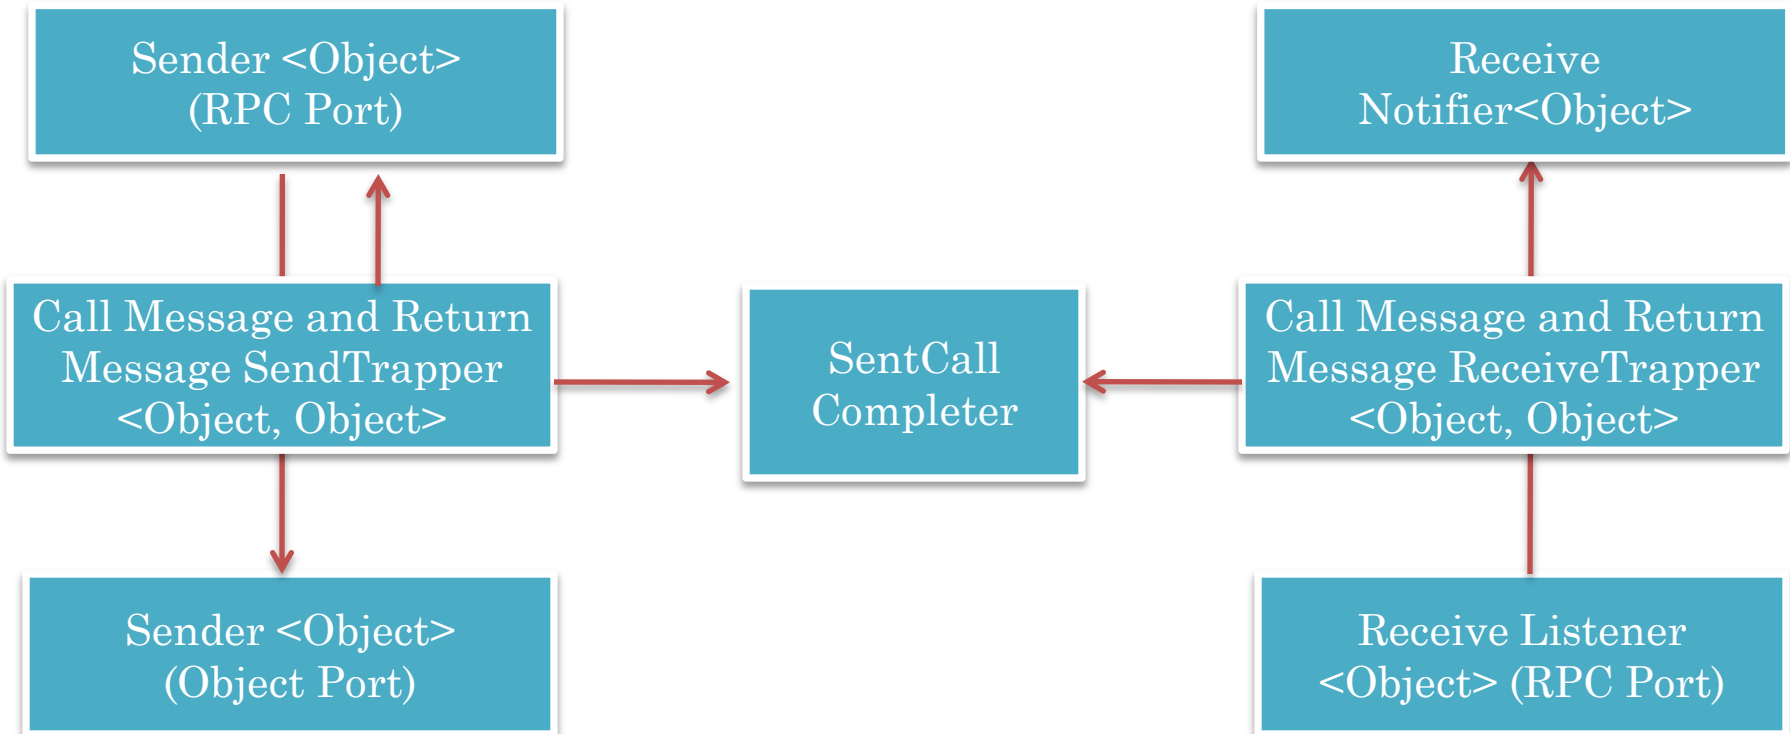 Sender <Object>
(RPC Port)
Receive
Notifier<Object>
Call Message and Return
Message SendTrapper
<Object, Object>
SentCall
Completer
Call Message and Return
Message ReceiveTrapper
<Object, Object>
Sender <Object>
(Object Port)
Receive Listener
<Object> (RPC Port)